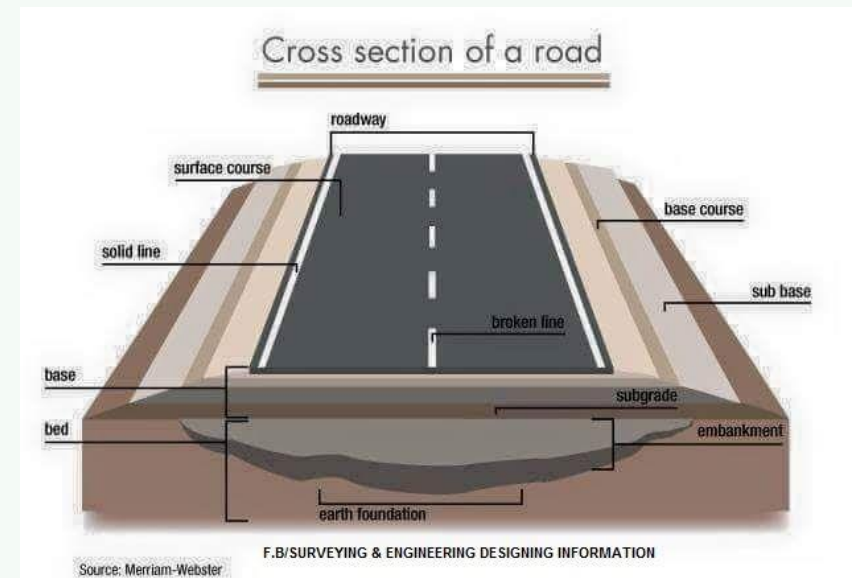 Cross section of a road
roadway
surface course
base course
solid line
sub base
broken line
base
subgrade
bed
embankment
earth foundation
F.B/SURVEYING & ENGINEERING DESIGNING INFORMATION
Source: Merriam-Webster